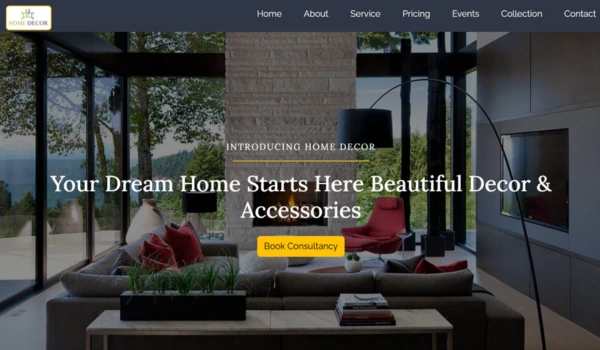 HOME DECOR
Home About Service Pricing Events Collection Contact
INTRODUCING HOME DECOR
Your Dream Home Starts Here Beautiful Decor &
Accessories
Book Consultancy